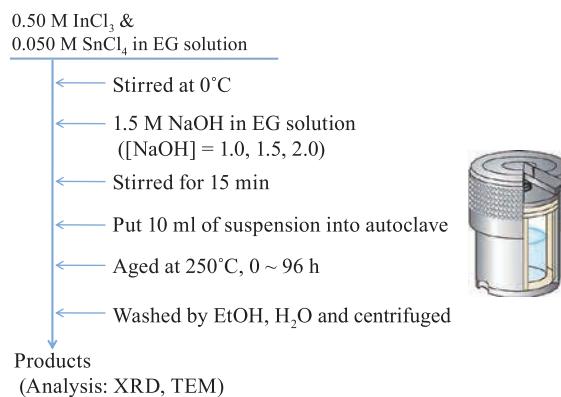 0.50 M InCl₃ &
0.050 M SnCl₄ in EG solution
Stirred at 0˚C
1.5 M NaOH in EG solution
([NaOH] = 1.0, 1.5, 2.0)
Stirred for 15 min
Put 10 ml of suspension into autoclave
Aged at 250˚C, 0 ~ 96 h
Washed by EtOH, H₂O and centrifuged
Products
(Analysis: XRD, TEM)